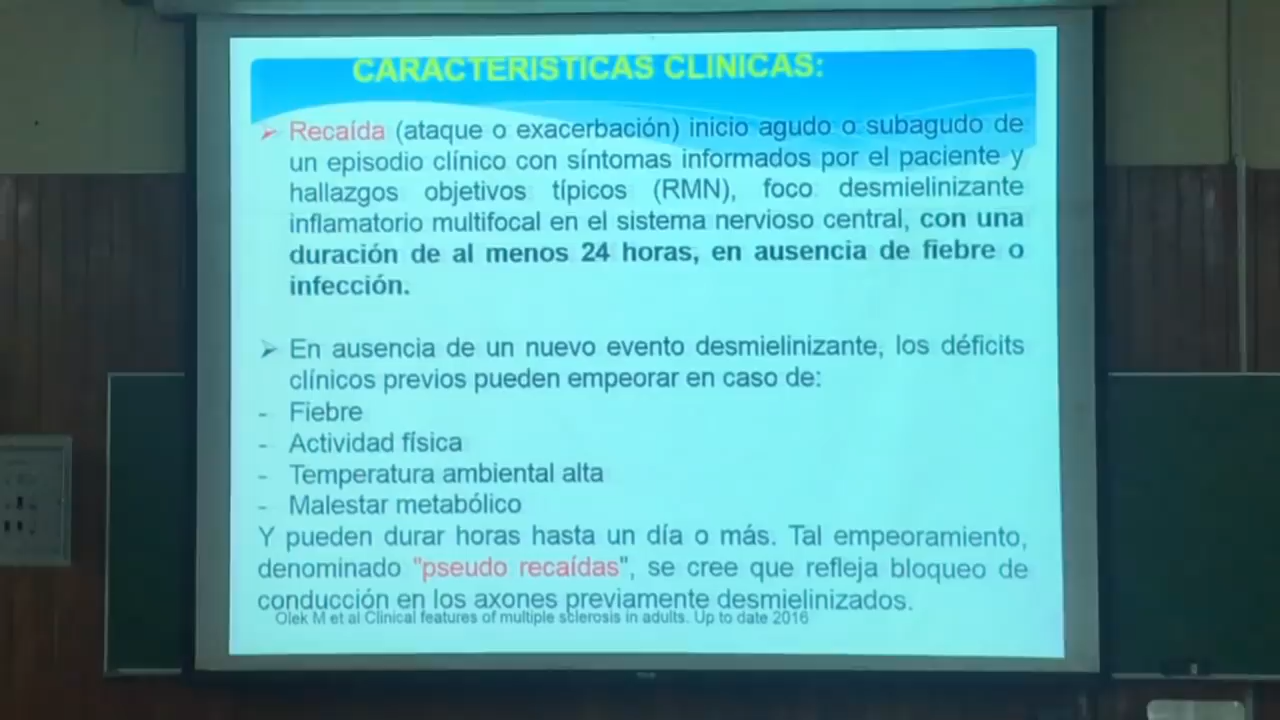 CARACTERISTICAS CLINICAS:
➢ Recaída (ataque o exacerbación) inicio agudo o subagudo de
un episodio clínico con síntomas informados por el paciente y
hallazgos objetivos típicos (RMN), foco desmielinizante
inflamatorio multifocal en el sistema nervioso central, con una
duración de al menos 24 horas, en ausencia de fiebre o
infección.
➢ En ausencia de un nuevo evento desmielinizante, los déficits
clínicos previos pueden empeorar en caso de:
- Fiebre
- Actividad física
- Temperatura ambiental alta
- Malestar metabólico
Y pueden durar horas hasta un día o más. Tal empeoramiento,
denominado "pseudo recaídas", se cree que refleja bloqueo de
conducción en los axones previamente desmielinizados.
Olek M et al Clinical features of multiple sclerosis in adults. Up to date 2016